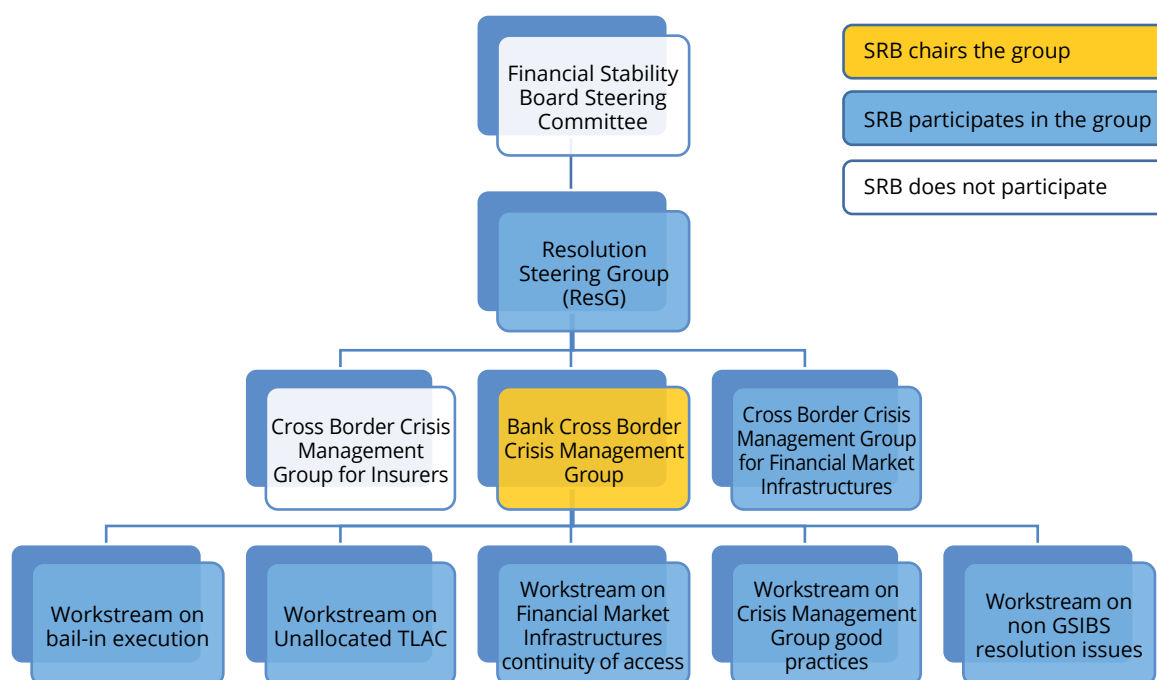 Financial Stability
Board Steering
Committee
SRB chairs the group
SRB participates in the group
SRB does not participate
Resolution
Steering Group
(ResG)
Cross Border Crisis
Management
Group for Insurers
Bank Cross Border
Crisis Management
Group
Cross Border Crisis
Management Group
for Financial Market
Infrastructures
Workstream on
bail-in execution
Workstream on
Unallocated TLAC
Workstream on
Financial Market
Infrastructures
continuity of access
Workstream on
Crisis Management
Group good
practices
Workstream on
non GSIBS
resolution issues